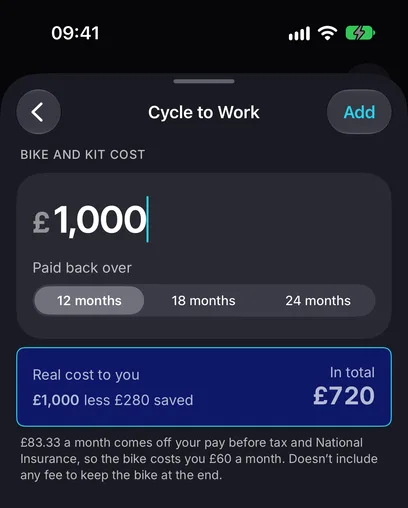 09:41
Cycle to Work
Add
BIKE AND KIT COST
£1,000
Paid back over
12 months
18 months
24 months
Real cost to you
£1,000 less £280 saved
In total
£720
£83.33 a month comes off your pay before tax and National
Insurance, so the bike costs you £60 a month. Doesn’t include
any fee to keep the bike at the end.